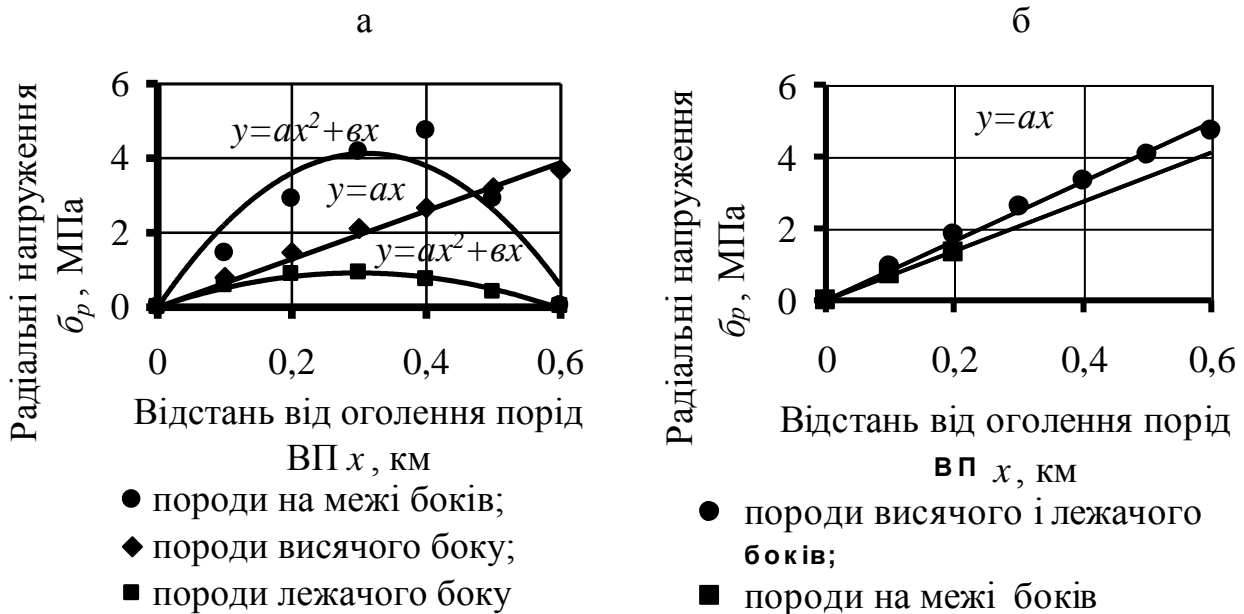 а
Радіальні напруження
σр, МПа
6
4
2
0
y=ax²+вx
y=ax
y=ax²+вx
0 0,2 0,4 0,6
Відстань від оголення порід
ВП x, км
породи на межі боків;
породи висячого боку;
породи лежачого боку
б
Радіальні напруження
σр, МПа
6
4
2
0
y=ax
0 0,2 0,4 0,6
Відстань від оголення порід
ВП x, км
породи висячого і лежачого
боків;
породи на межі боків